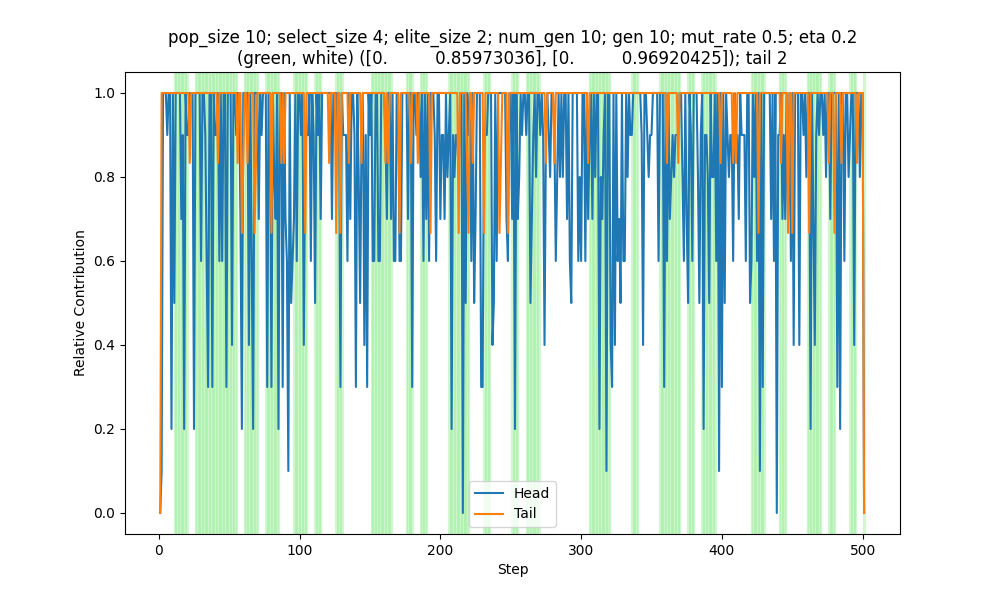 pop_size 10; select_size 4; elite_size 2; num_gen 10; gen 10; mut_rate 0.5; eta 0.2
(green, white) ([0. 0.85973036], [0. 0.96920425]); tail 2
1.0
0.8
0.6
0.4
0.2
0.0
Relative Contribution
Head
Tail
0
100
200
300
400
500
Step